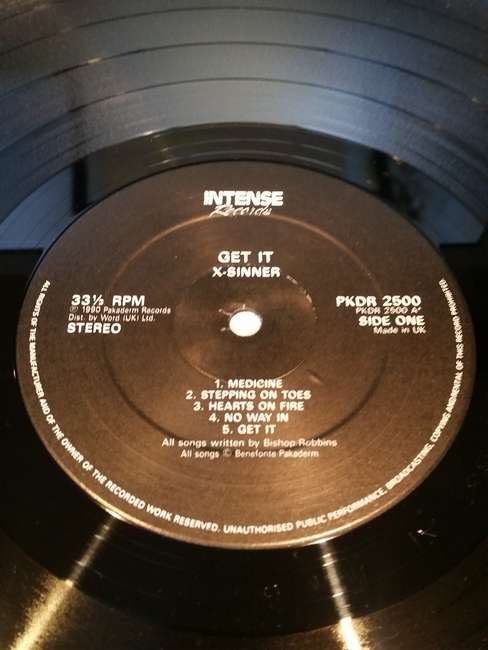 INTENSE
Records
GET IT
X-SINNER
33⅓ RPM
℗ 1990 Pakaderm Records
Dist. by Word (UK) Ltd.
STEREO
PKDR 2500
PKDR 2500 A
SIDE ONE
Made in UK
1. MEDICINE
2. STEPPING ON TOES
3. HEARTS ON FIRE
4. NO WAY IN
5. GET IT
All songs written by Bishop Robbins
All songs © Benefonte Pakaderm
ALL RIGHTS OF THE MANUFACTURER AND OF THE OWNER OF THE RECORDED WORK RESERVED. UNAUTHORISED PUBLIC PERFORMANCE, BROADCASTING, COPYING AND/RENTAL OF THIS RECORD PROHIBITED.